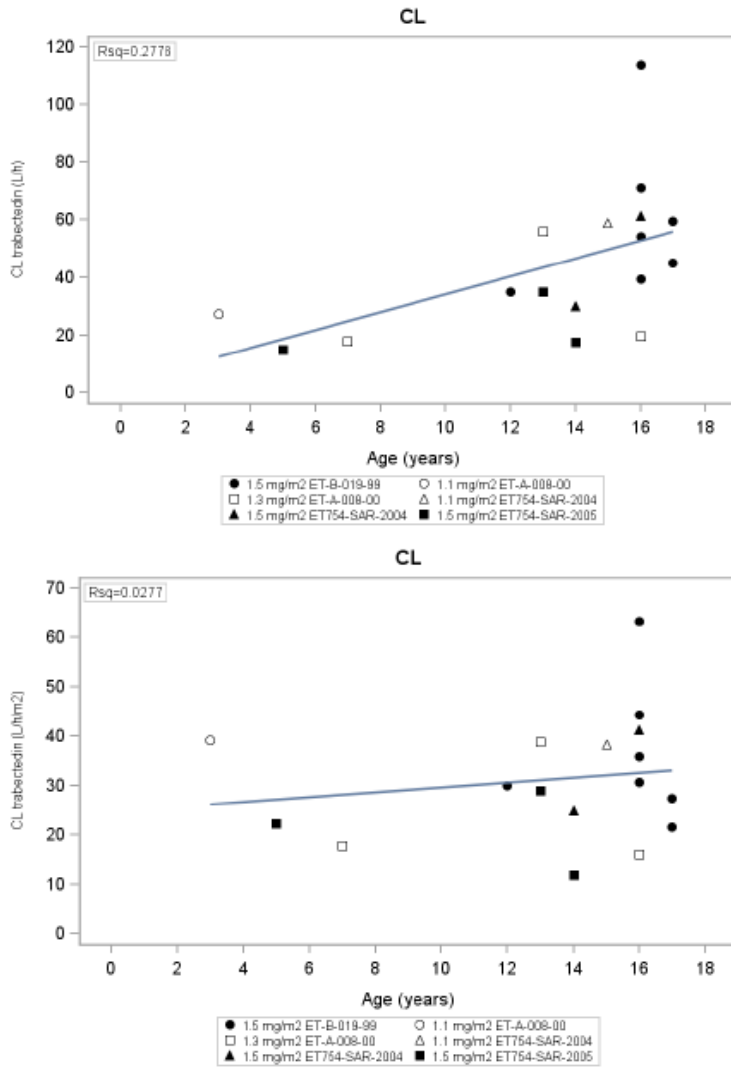 CL
Rsq=0.2778
120
100
80
60
40
20
0
CL trabectedin (L/h)
0 2 4 6 8 10 12 14 16 18
Age (years)
1.5 mg/m2 ET-B-019-99 1.1 mg/m2 ET-A-008-00
1.3 mg/m2 ET-A-008-00 1.1 mg/m2 ET754-SAR-2004
1.5 mg/m2 ET754-SAR-2004 1.5 mg/m2 ET754-SAR-2005
CL
Rsq=0.0277
70
60
50
40
30
20
10
0
CL trabectedin (L/h/m2)
0 2 4 6 8 10 12 14 16 18
Age (years)
1.5 mg/m2 ET-B-019-99 1.1 mg/m2 ET-A-008-00
1.3 mg/m2 ET-A-008-00 1.1 mg/m2 ET754-SAR-2004
1.5 mg/m2 ET754-SAR-2004 1.5 mg/m2 ET754-SAR-2005